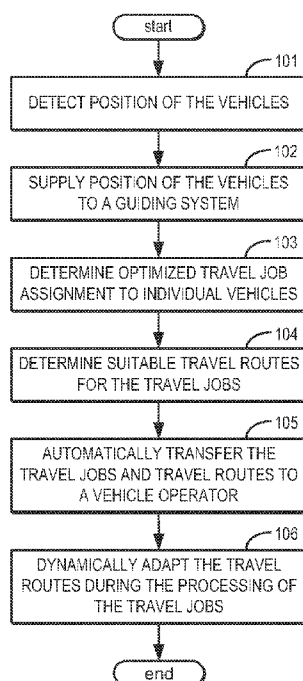 start
101
DETECT POSITION OF THE VEHICLES
102
SUPPLY POSITION OF THE VEHICLES
TO A GUIDING SYSTEM
103
DETERMINE OPTIMIZED TRAVEL JOB
ASSIGNMENT TO INDIVIDUAL VEHICLES
104
DETERMINE SUITABLE TRAVEL ROUTES
FOR THE TRAVEL JOBS
105
AUTOMATICALLY TRANSFER THE
TRAVEL JOBS AND TRAVEL ROUTES TO
A VEHICLE OPERATOR
106
DYNAMICALLY ADAPT THE TRAVEL
ROUTES DURING THE PROCESSING OF
THE TRAVEL JOBS
end